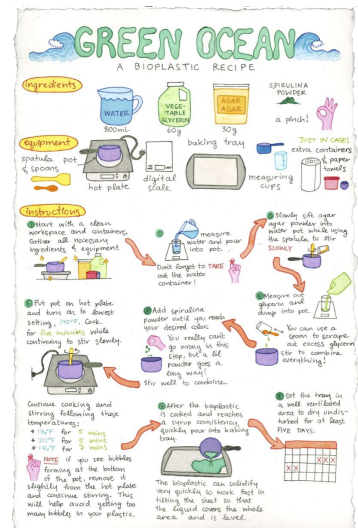 GREEN OCEAN
A BIOPLASTIC RECIPE
ingredients
WATER
800mL
VEGE-
TABLE
GLYCERIN
60g
AGAR
AGAR
30g
SPIRULINA
POWDER
a pinch!
equipment
spatula pot
& spoons
hot plate
digital
scale
baking tray
measuring
cups
JUST IN CASE!
extra containers
& paper
towels
instructions
Start with a clean
workspace and containers.
Gather all necessary
ingredients & equipment
measure
water and pour
into pot.
Don't forget to TAKE
out the water
container!
Slowly sift agar
agar powder into
water pot while using
the spatula to stir
SLOWLY
Measure out
glycerin and
dump into pot.
You can use a
spoon to scrape
out excess glycerin
stir to combine
everything!
Add spirulina
powder until you reach
your desired color.
You really can't
go wrong in this
step, but a lil
powder goes a
long way!
stir well to combine.
Put pot on hot plate
and turn on to lowest
setting, 140°F. Cook
for five minutes while
continuing to stir slowly.
Continue cooking and
stirring following these
temperatures:
for 5 mins
for 5 mins
NOTE if you see bubbles
forming at the bottom
of the pot, remove it
slightly from the hot plate
and continue stirring. This
will help avoid getting too
many bubbles in your plastic.
After the bioplastic
is cooked and reaches
a syrup consistency,
quickly pour into baking
tray.
The bioplastic can solidify
very quickly so work fast in
tilting the sheet so that
the liquid covers the whole
area and is level
Set the tray in
a well ventilated
area to dry undis-
turbed for at least
FIVE DAYS.